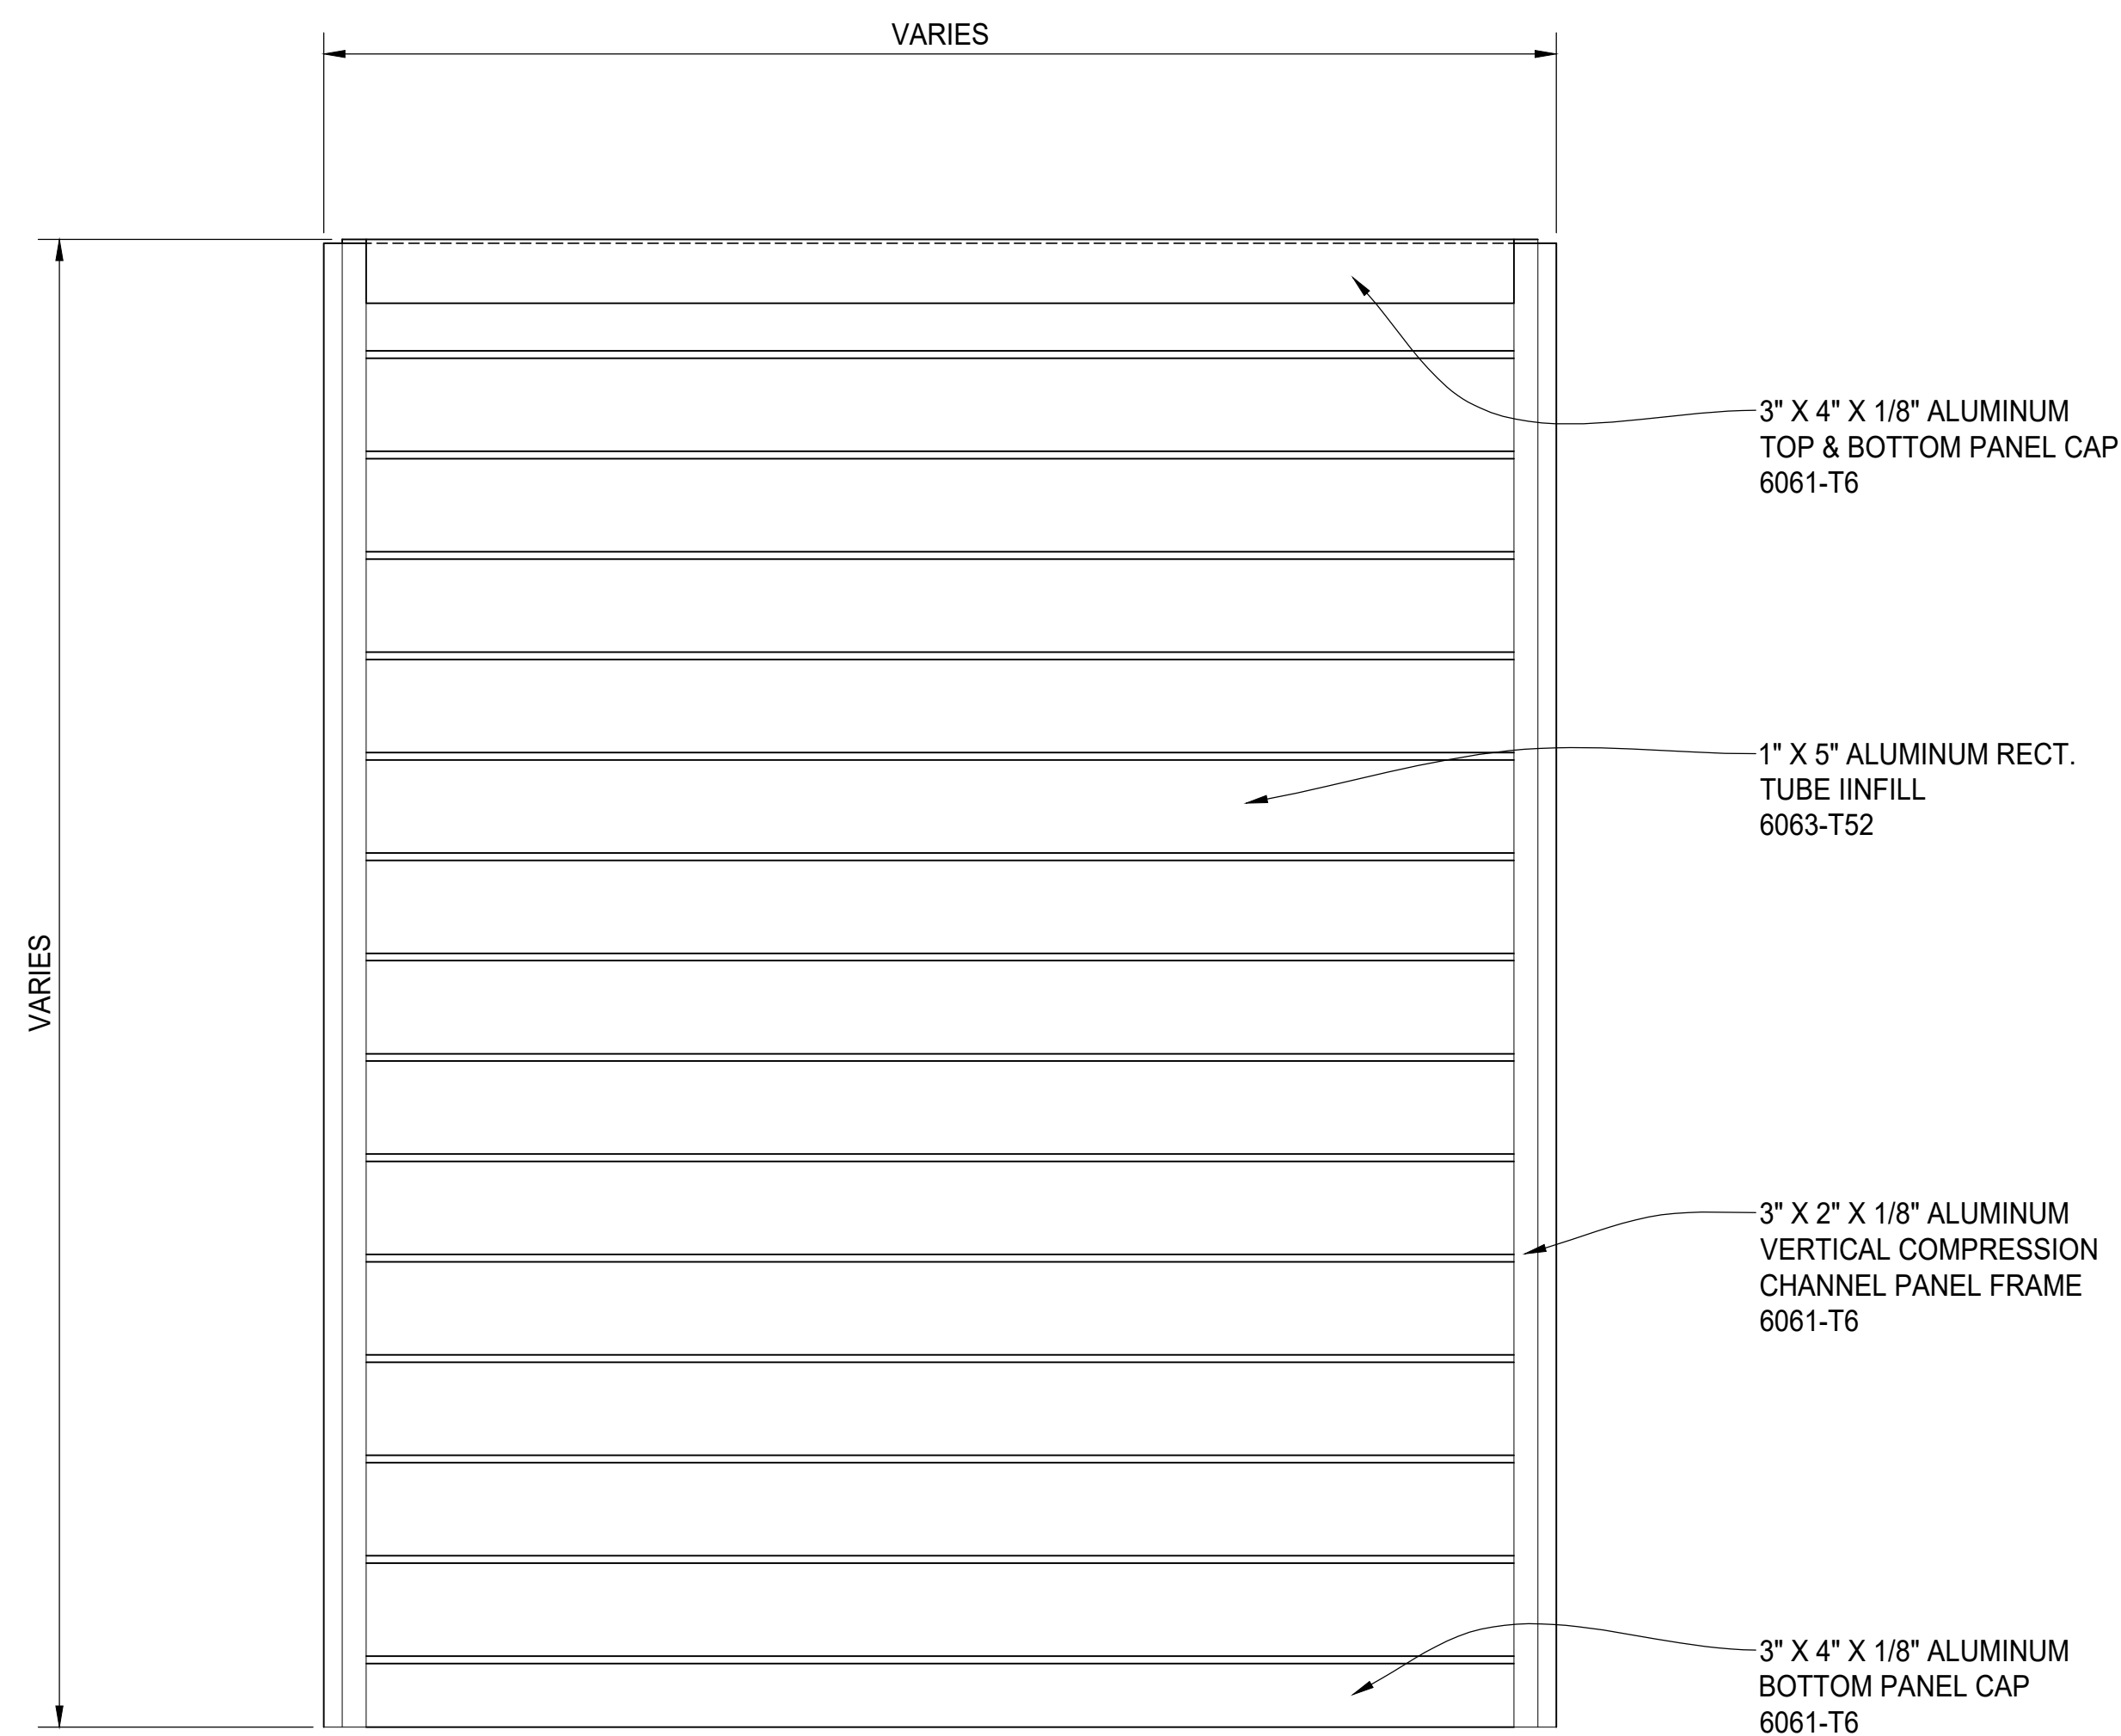 VARIES
3" X 4" X 1/8" ALUMINUM
TOP & BOTTOM PANEL CAP
6061-T6
1" X 5" ALUMINUM RECT.
TUBE IINFILL
6063-T52
VARIES
3" X 2" X 1/8" ALUMINUM
VERTICAL COMPRESSION
CHANNEL PANEL FRAME
6061-T6
3" X 4" X 1/8" ALUMINUM
BOTTOM PANEL CAP
6061-T6